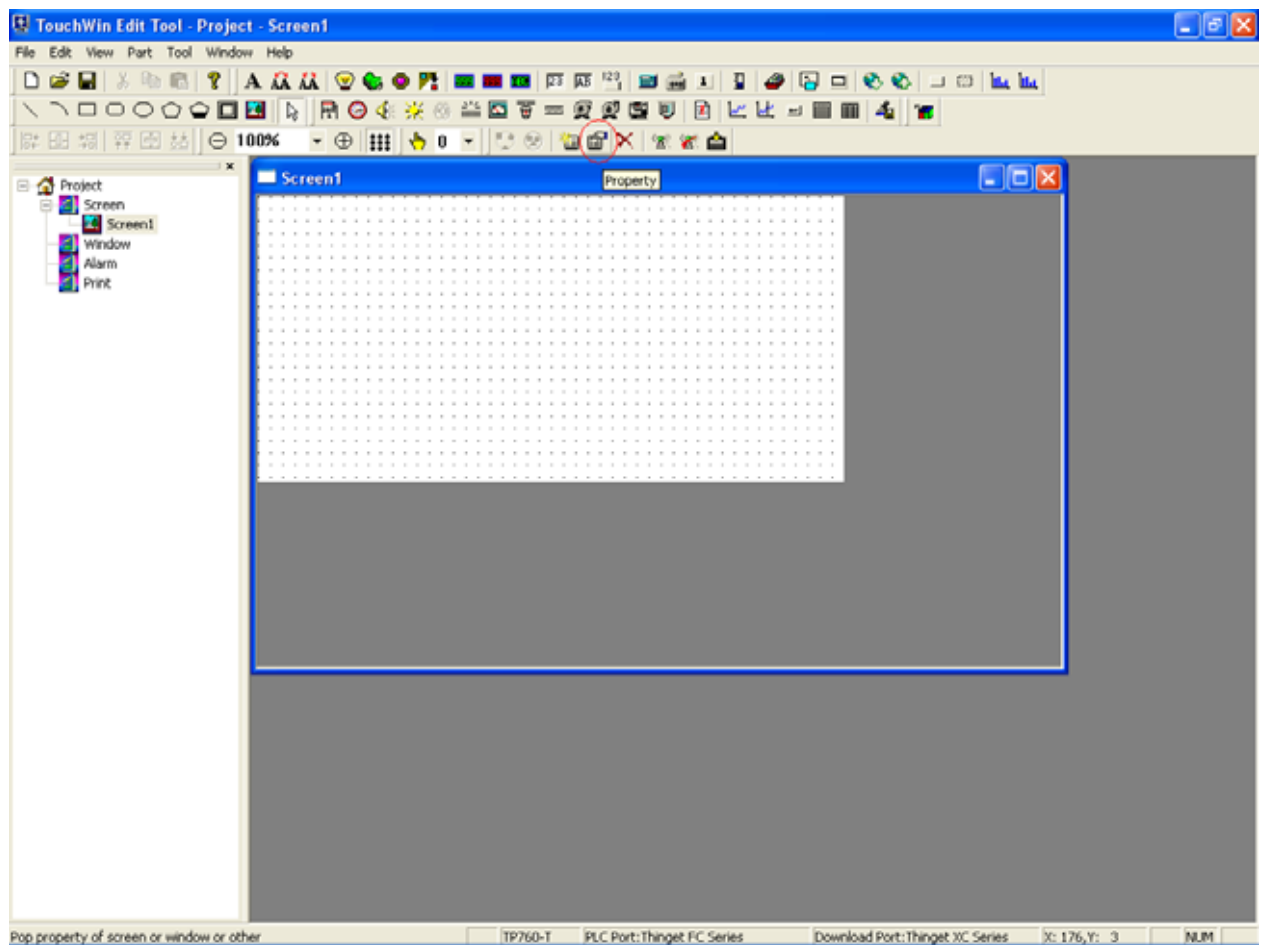 TouchWin Edit Tool - Project - Screen1
File Edit View Part Tool Window Help
100% 0
Project
Screen
Screen1
Window
Alarm
Print
Screen1
Property
Pop property of screen or window or other TP760-T PLC Port:Thinget FC Series Download Port:Thinget XC Series X: 176,Y: 3 NUM